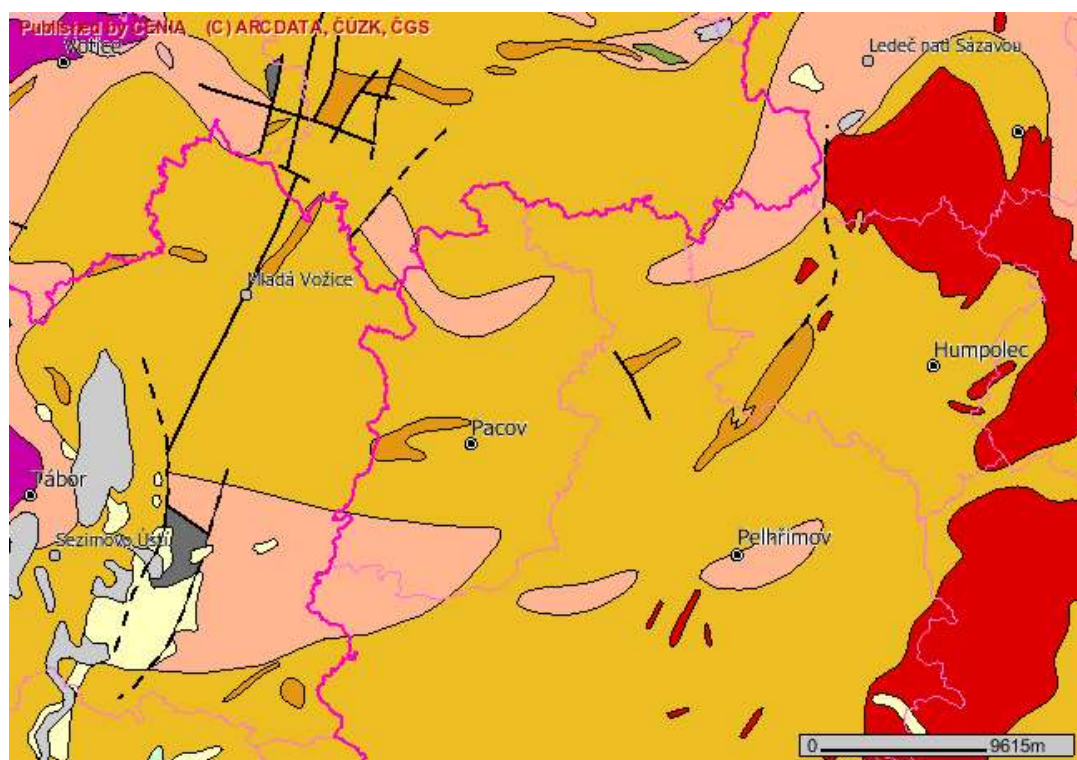 Published by CENIA (C) ARCDATA, ČÚZK, ČGS
Votice
Ledeč nad Sázavou
Mladá Vožice
Humpolec
Pacov
Tábor
Sezimovo Ústí
Pelhřimov
0 9615m